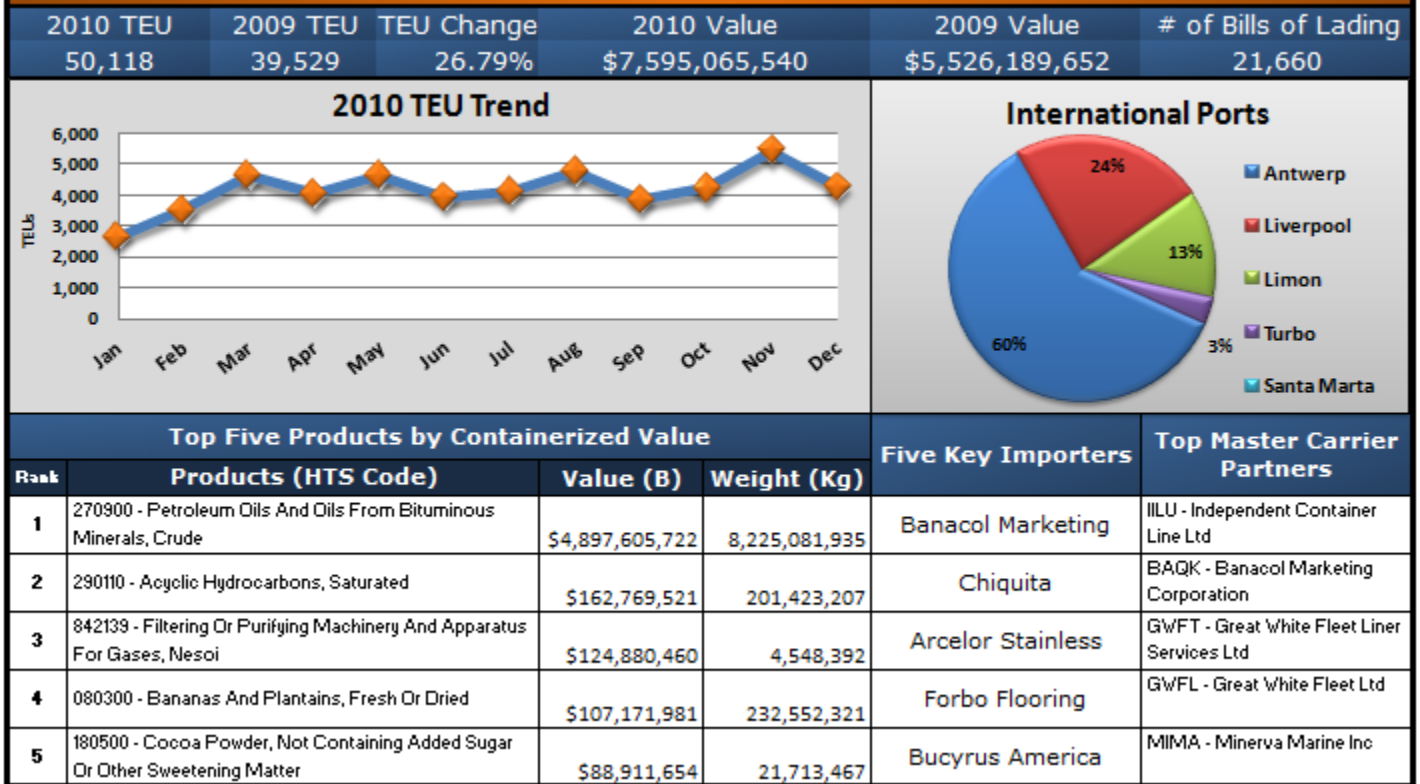 2010 TEU 2009 TEU TEU Change 2010 Value 2009 Value # of Bills of Lading
50,118 39,529 26.79% $7,595,065,540 $5,526,189,652 21,660
2010 TEU Trend
6,000
5,000
4,000
3,000
2,000
1,000
0
TEUs
Jan Feb Mar Apr May Jun Jul Aug Sep Oct Nov Dec
International Ports
24%
13%
3%
60%
Antwerp
Liverpool
Limon
Turbo
Santa Marta
Top Five Products by Containerized Value
Rank Products (HTS Code) Value (B) Weight (Kg)
Five Key Importers
Top Master Carrier
Partners
1
270900 - Petroleum Oils And Oils From Bituminous
Minerals, Crude
$4,897,605,722 8,225,081,935
Banacol Marketing
IILU - Independent Container
Line Ltd
2
290110 - Acyclic Hydrocarbons, Saturated
$162,769,521 201,423,207
Chiquita
BAQK - Banacol Marketing
Corporation
3
842139 - Filtering Or Purifying Machinery And Apparatus
For Gases, Nesoi
$124,880,460 4,548,392
Arcelor Stainless
GWFT - Great White Fleet Liner
Services Ltd
4
080300 - Bananas And Plantains, Fresh Or Dried
$107,171,981 232,552,321
Forbo Flooring
GWFL - Great White Fleet Ltd
5
180500 - Cocoa Powder, Not Containing Added Sugar
Or Other Sweetening Matter
$88,911,654 21,713,467
Bucyrus America
MIMA - Minerva Marine Inc